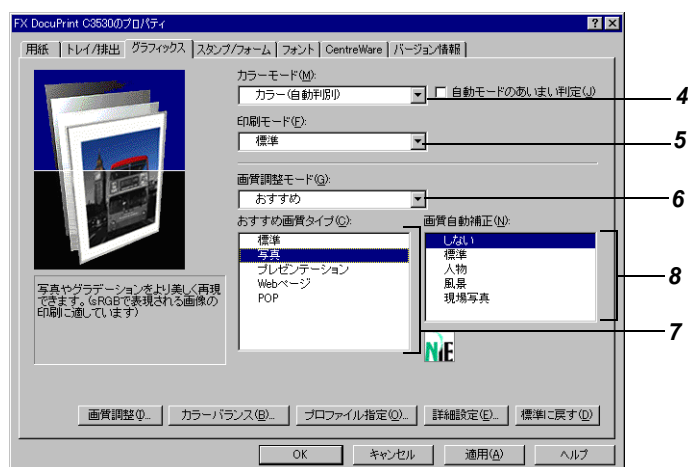 FX DocuPrint C3530のプロパティ
用紙 トレイ/排出 グラフィックス スタンプ/フォーム フォント CentreWare バージョン情報
カラーモード(M):
カラー(自動判別)
自動モードのあいまい判定(J)
4
印刷モード(F):
標準
5
画質調整モード(G):
おすすめ
6
おすすめ画質タイプ(C):
標準
写真
プレゼンテーション
Webページ
POP
7
画質自動補正(N):
しない
標準
人物
風景
現場写真
8
写真やグラデーションをより美しく再現
できます。(sRGBで表現される画像の
印刷に適しています)
NIE
画質調整(I)... カラーバランス(B)... プロファイル指定(O)... 詳細設定(E)... 標準に戻す(D)
OK キャンセル 適用(A) ヘルプ